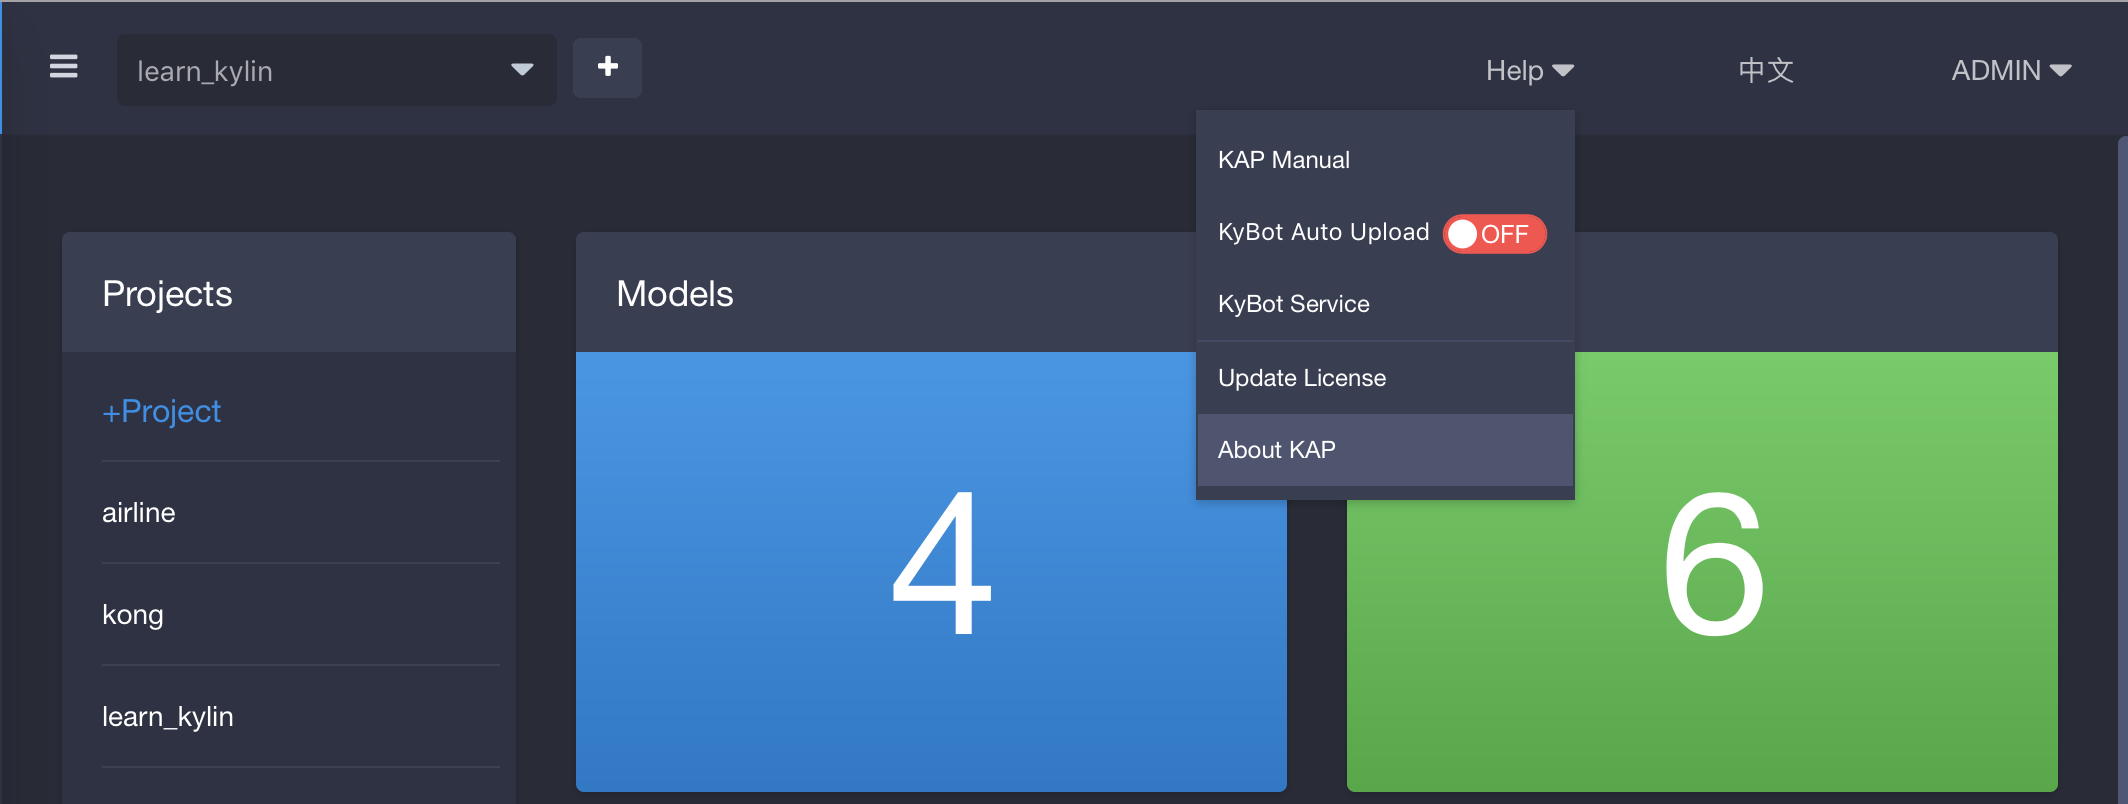 learn_kylin
Help
中文
ADMIN
KAP Manual
KyBot Auto Upload OFF
KyBot Service
Update License
About KAP
Projects
+Project
airline
kong
learn_kylin
Models
4
6